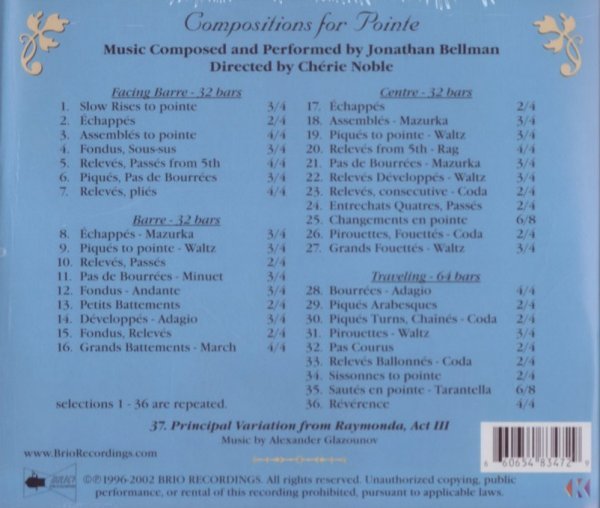 Compositions for Pointe
Music Composed and Performed by Jonathan Bellman
Directed by Chérie Noble
Facing Barre - 32 bars
1. Slow Rises to pointe 3/4
2. Échappés 2/4
3. Assemblés to pointe 4/4
4. Fondus, Sous-sus 3/4
5. Relevés, Passés from 5th 4/4
6. Piqués, Pas de Bourrées 3/4
7. Relevés, pliés 4/4
Barre - 32 bars
8. Échappés - Mazurka 3/4
9. Piqués to pointe - Waltz 3/4
10. Relevés, Passés 2/4
11. Pas de Bourrées - Minuet 3/4
12. Fondus - Andante 3/4
13. Petits Battements 2/4
14. Développés - Adagio 3/4
15. Fondus, Relevés 2/4
16. Grands Battements - March 4/4
selections 1 - 36 are repeated.
Centre - 32 bars
17. Échappés 2/4
18. Assemblés - Mazurka 3/4
19. Piqués to pointe - Waltz 3/4
20. Relevés from 5th - Rag 4/4
21. Pas de Bourrées - Mazurka 3/4
22. Relevés Développés - Waltz 3/4
23. Relevés, consecutive - Coda 2/4
24. Entrechats Quatres, Passés 2/4
25. Changements en pointe 6/8
26. Pirouettes, Fouettés - Coda 2/4
27. Grands Fouettés - Waltz 3/4
Traveling - 64 bars
28. Bourrées - Adagio 4/4
29. Piqués Arabesques 2/4
30. Piqués Turns, Chaînés - Coda 2/4
31. Pirouettes - Waltz 3/4
32. Pas Courus 2/4
33. Relevés Ballonnés - Coda 2/4
34. Sissonnes to pointe 2/4
35. Sautés en pointe - Tarantella 6/8
36. Révérence 4/4
37. Principal Variation from Raymonda, Act III
Music by Alexander Glazounov
www.BrioRecordings.com
6 60634 83472 9
©℗ 1996-2002 BRIO RECORDINGS. All rights reserved. Unauthorized copying, public
performance, or rental of this recording prohibited, pursuant to applicable laws.